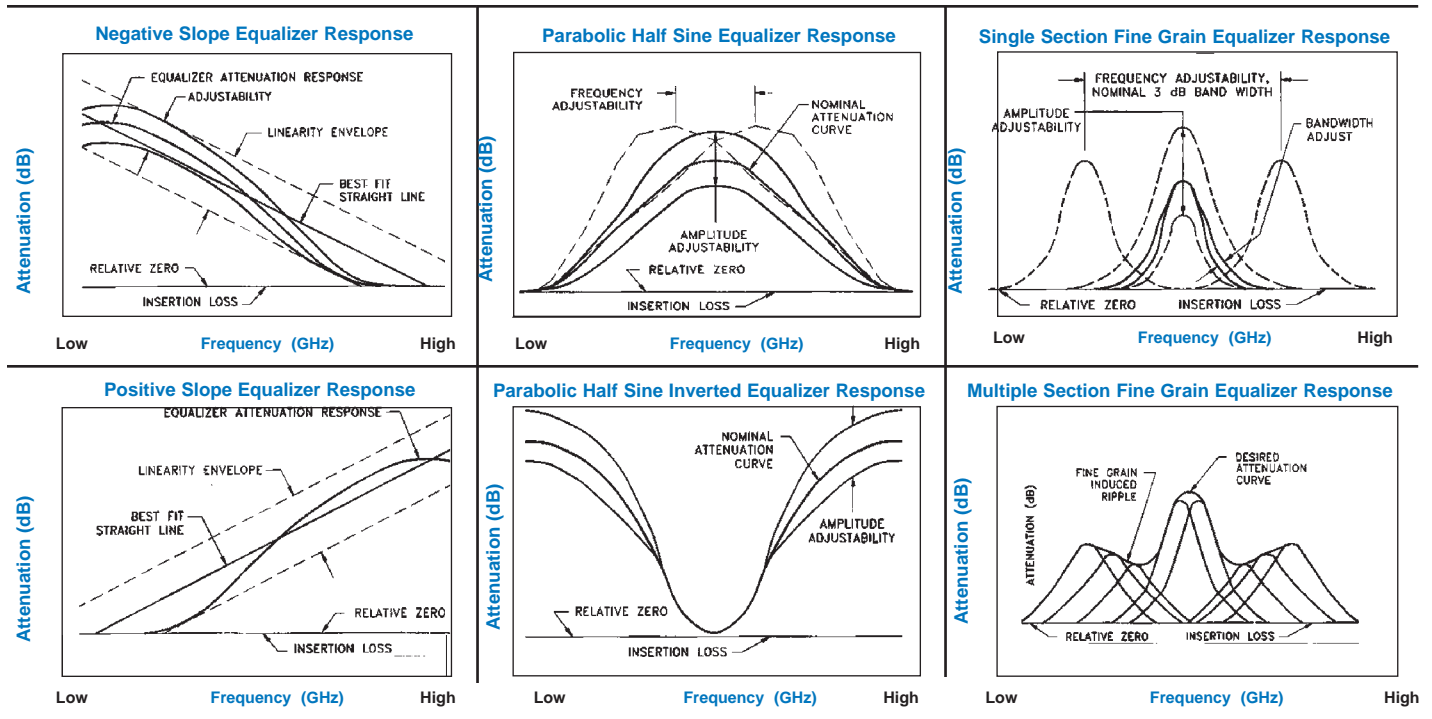 Negative Slope Equalizer Response
EQUALIZER ATTENUATION RESPONSE
ADJUSTABILITY
LINEARITY ENVELOPE
BEST FIT
STRAIGHT LINE
RELATIVE ZERO
INSERTION LOSS
Attenuation (dB)
Low
Frequency (GHz)
High
Parabolic Half Sine Equalizer Response
FREQUENCY
ADJUSTABILITY
NOMINAL
ATTENUATION
CURVE
AMPLITUDE
ADJUSTABILITY
RELATIVE ZERO
INSERTION LOSS
Attenuation (dB)
Low
Frequency (GHz)
High
Single Section Fine Grain Equalizer Response
FREQUENCY ADJUSTABILITY,
NOMINAL 3 dB BAND WIDTH
AMPLITUDE
ADJUSTABILITY
BANDWIDTH
ADJUST
RELATIVE ZERO
INSERTION LOSS
Attenuation (dB)
Low
Frequency (GHz)
High
Positive Slope Equalizer Response
EQUALIZER ATTENUATION RESPONSE
LINEARITY ENVELOPE
BEST FIT
STRAIGHT LINE
RELATIVE ZERO
INSERTION LOSS
Attenuation (dB)
Low
Frequency (GHz)
High
Parabolic Half Sine Inverted Equalizer Response
NOMINAL
ATTENUATION
CURVE
AMPLITUDE
ADJUSTABILITY
RELATIVE ZERO
INSERTION LOSS
Attenuation (dB)
Low
Frequency (GHz)
High
Multiple Section Fine Grain Equalizer Response
FINE GRAIN
INDUCED
RIPPLE
DESIRED
ATTENUATION
CURVE
ATTENUATION (dB)
RELATIVE ZERO
INSERTION LOSS
Attenuation (dB)
Low
Frequency (GHz)
High